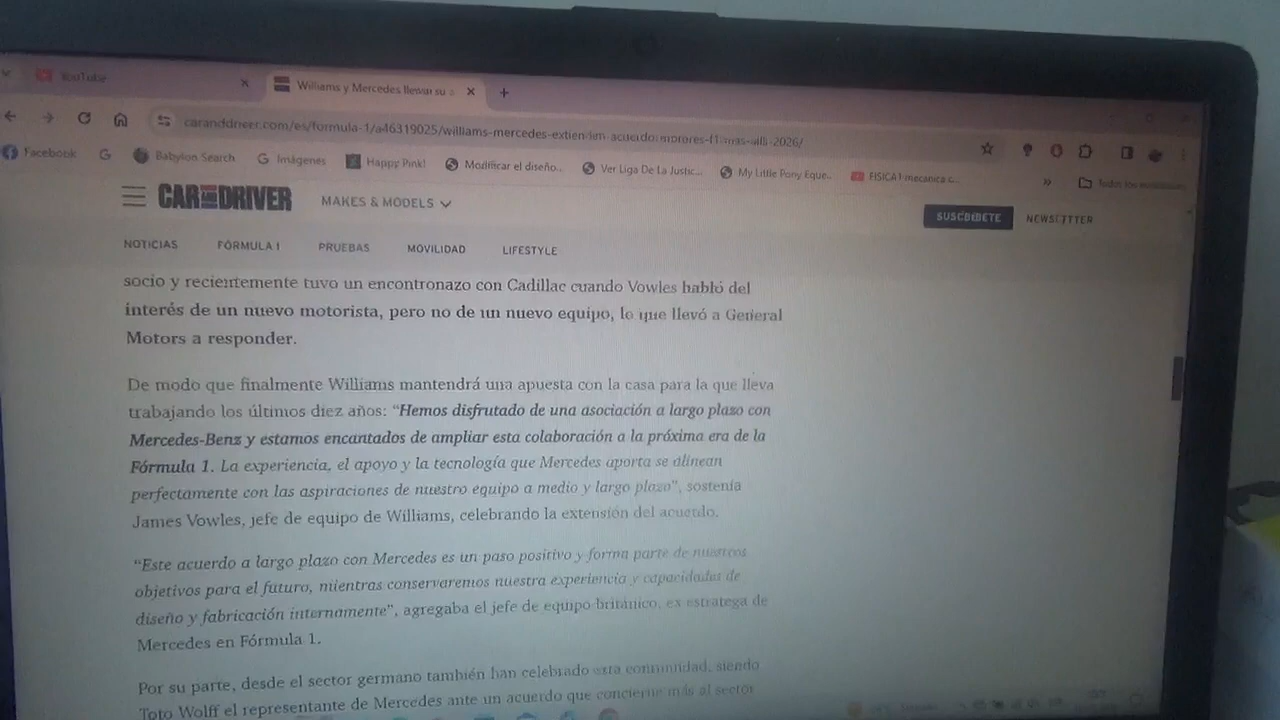 YouTube
Williams y Mercedes llevan su a
caranddriver.com/es/formula-1/a46319025/williams-mercedes-extienden-acuerdo-motores-f1-mas-alla-2026/
Facebook
Babylon Search
Imágenes
Happy Pink!
Modificar el diseño...
Ver Liga De La Justic...
My Little Pony Eque...
FISICA I mecanica c...
CAR AND DRIVER
MAKES & MODELS
SUSCRÍBETE
NEWSLETTER
NOTICIAS
FÓRMULA 1
PRUEBAS
MOVILIDAD
LIFESTYLE
socio y recientemente tuvo un encontronazo con Cadillac cuando Vowles habló del
interés de un nuevo motorista, pero no de un nuevo equipo, lo que llevó a General
Motors a responder.
De modo que finalmente Williams mantendrá una apuesta con la casa para la que lleva
trabajando los últimos diez años: “Hemos disfrutado de una asociación a largo plazo con
Mercedes-Benz y estamos encantados de ampliar esta colaboración a la próxima era de la
Fórmula 1. La experiencia, el apoyo y la tecnología que Mercedes aporta se alinean
perfectamente con las aspiraciones de nuestro equipo a medio y largo plazo”, sostenía
James Vowles, jefe de equipo de Williams, celebrando la extensión del acuerdo.
“Este acuerdo a largo plazo con Mercedes es un paso positivo y forma parte de nuestros
objetivos para el futuro, mientras conservaremos nuestra experiencia y capacidades de
diseño y fabricación internamente”, agregaba el jefe de equipo británico, ex estratega de
Mercedes en Fórmula 1.
Por su parte, desde el sector germano también han celebrado esta continuidad, siendo
Toto Wolff el representante de Mercedes ante un acuerdo que concierne más al sector